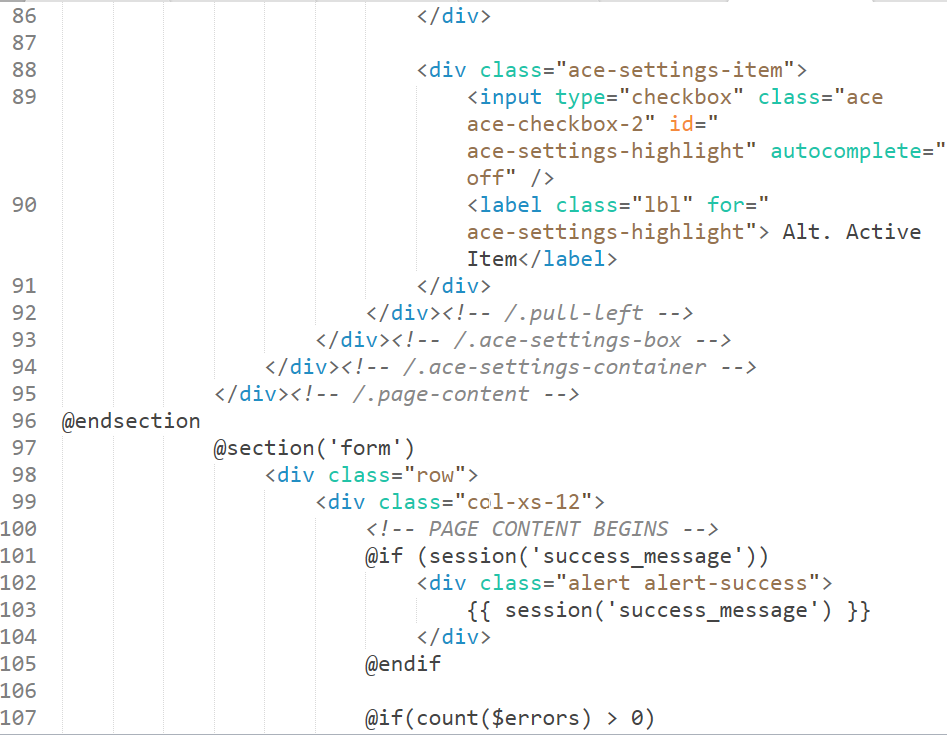 86 </div>
87
88 <div class="ace-settings-item">
89 <input type="checkbox" class="ace
ace-checkbox-2" id="
ace-settings-highlight" autocomplete="
off" />
90 <label class="lbl" for="
ace-settings-highlight"> Alt. Active
Item</label>
91 </div>
92 </div><!-- /.pull-left -->
93 </div><!-- /.ace-settings-box -->
94 </div><!-- /.ace-settings-container -->
95 </div><!-- /.page-content -->
96 @endsection
97 @section('form')
98 <div class="row">
99 <div class="col-xs-12">
100 <!-- PAGE CONTENT BEGINS -->
101 @if (session('success_message'))
102 <div class="alert alert-success">
103 {{ session('success_message') }}
104 </div>
105 @endif
106
107 @if(count($errors) > 0)